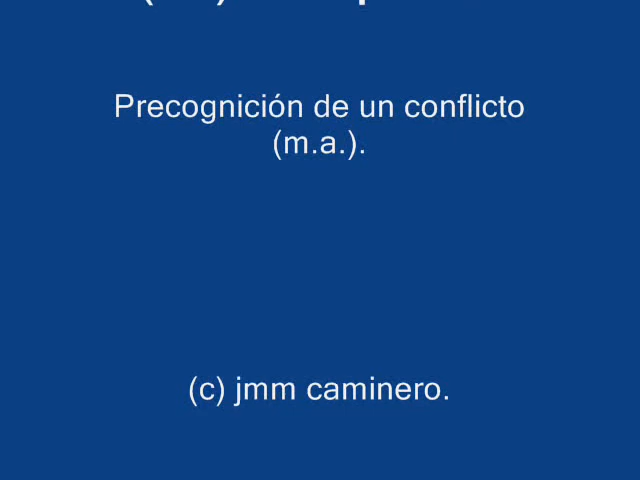 Precognición de un conflicto
(m.a.).
(c) jmm caminero.